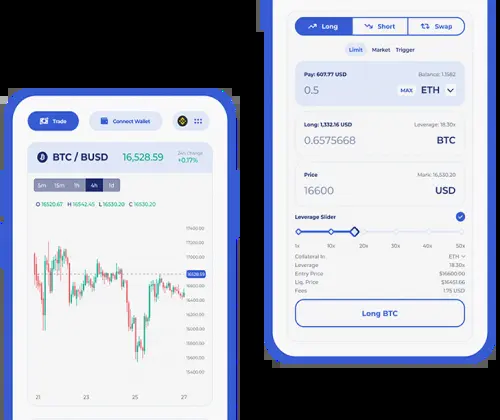 Trade
Connect Wallet
BTC / BUSD
16,528.59
24h Change
+0.17%
5m
15m
1h
4h
1d
O 16520.67 H 16542.45 L 16530.20 C 16530.20
17400.00
17200.00
17000.00
16528.59
16600.00
16400.00
16200.00
16000.00
15800.00
15600.00
15400.00
21
23
25
27
Long
Short
Swap
Limit
Market
Trigger
Pay: 607.77 USD
Balance: 1.1582
0.5
MAX
ETH
Long: 1,332.16 USD
Leverage: 18.30x
0.6575668
BTC
Price
Mark: 16,530.20
16600
USD
Leverage Slider
1x
10x
20x
30x
40x
50x
Collateral In
ETH
Leverage
18.30x
Entry Price
$16600.00
Liq. Price
$16451.66
Fees
1.75 USD
Long BTC